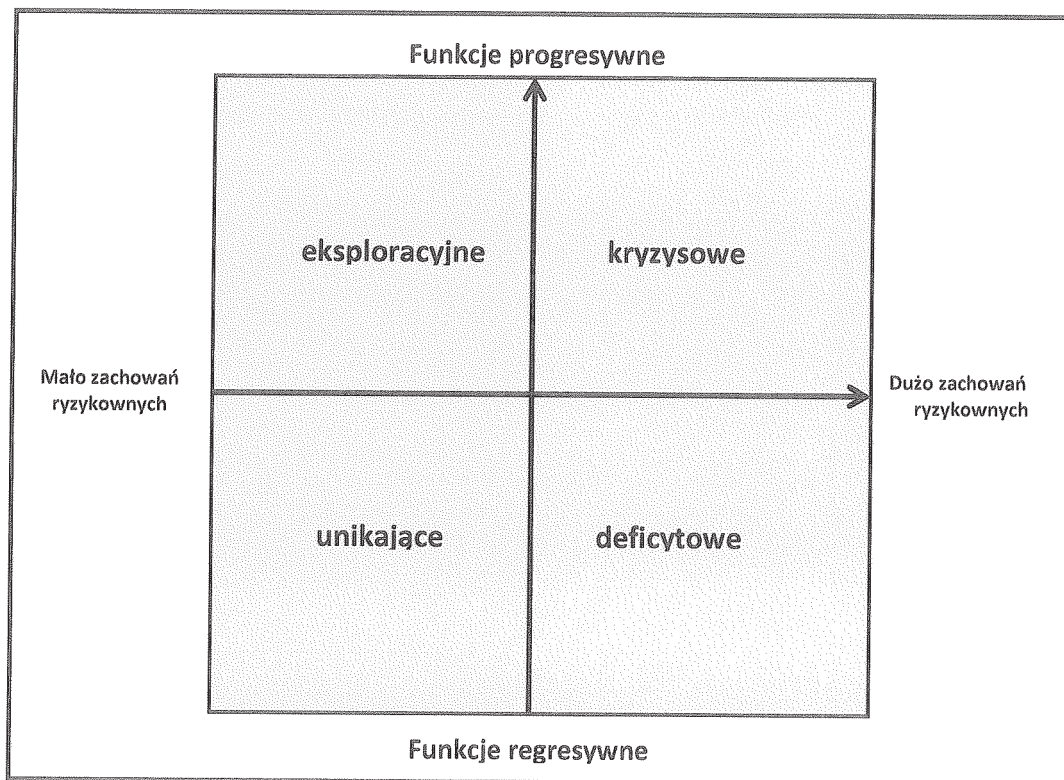 Funkcje progresywne
eksploracyjne
kryzysowe
Mało zachowań
ryzykownych
Dużo zachowań
ryzykownych
unikające
deficytowe
Funkcje regresywne